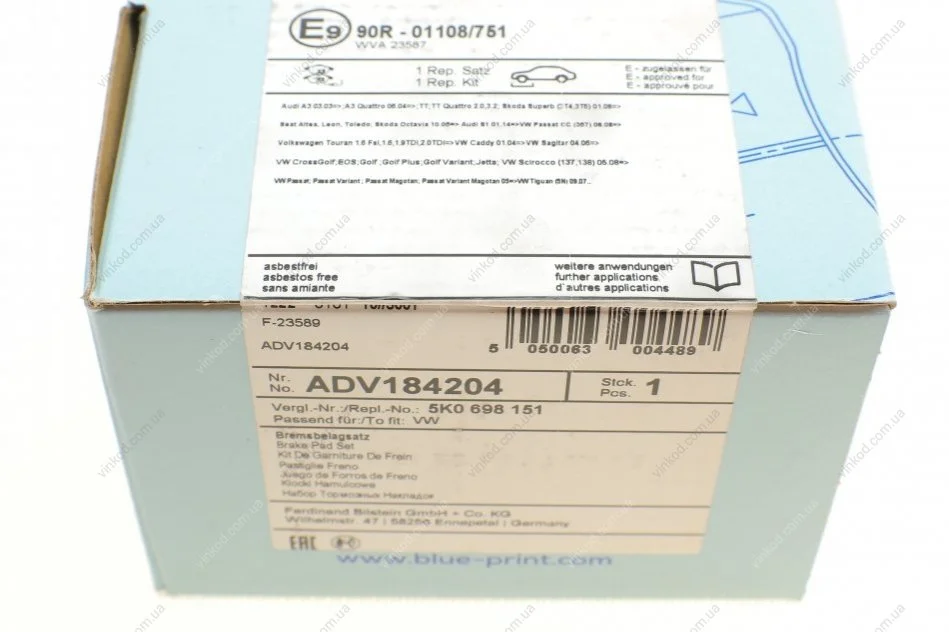 E9 90R - 01108/751
WVA 23587
1 Rep. Satz
1 Rep. Kit
E - zugelassen für
E - approved for
E - approuvé pour
Audi A3 03.03=>;A3 Quattro 06.04=>;TT;TT Quattro 2.0,3.2; Skoda Superb (CT4,3T5) 01.08=>
Seat Altea, Leon, Toledo; Skoda Octavia 10.05=> Audi S1 01.14=>VW Passat CC (357) 06.08=>
Volkswagen Touran 1.6 Fsi,1.6,1.9TDI,2.0TDI=>VW Caddy 01.04=>VW Sagitar 04.06=>
VW CrossGolf;EOS;Golf ;Golf Plus;Golf Variant;Jetta; VW Scirocco (137,138) 05.08=>
VW Passat; Passat Variant ; Passat Magotan; Passat Variant Magotan 05=>VW Tiguan (5N) 09.07..
asbestfrei
asbestos free
sans amiante
weitere anwendungen
further applications
d'autres applications
F-23589
ADV184204
5 050063 004489
Nr.
No. ADV184204
Stck.
Pcs. 1
Vergl.-Nr.:/Repl.-No.: 5K0 698 151
Passend für:/To fit: VW
Bremsbelagsatz
Brake Pad Set
Kit De Garniture De Frein
Pastiglie Freno
Juego de Forros de Freno
Klocki Hamulcowe
Набор Тормозных Накладок
Ferdinand Bilstein GmbH + Co. KG
Wilhelmstr. 47 | 58256 Ennepetal | Germany
EAC
www.blue-print.com
vinkod.com.ua